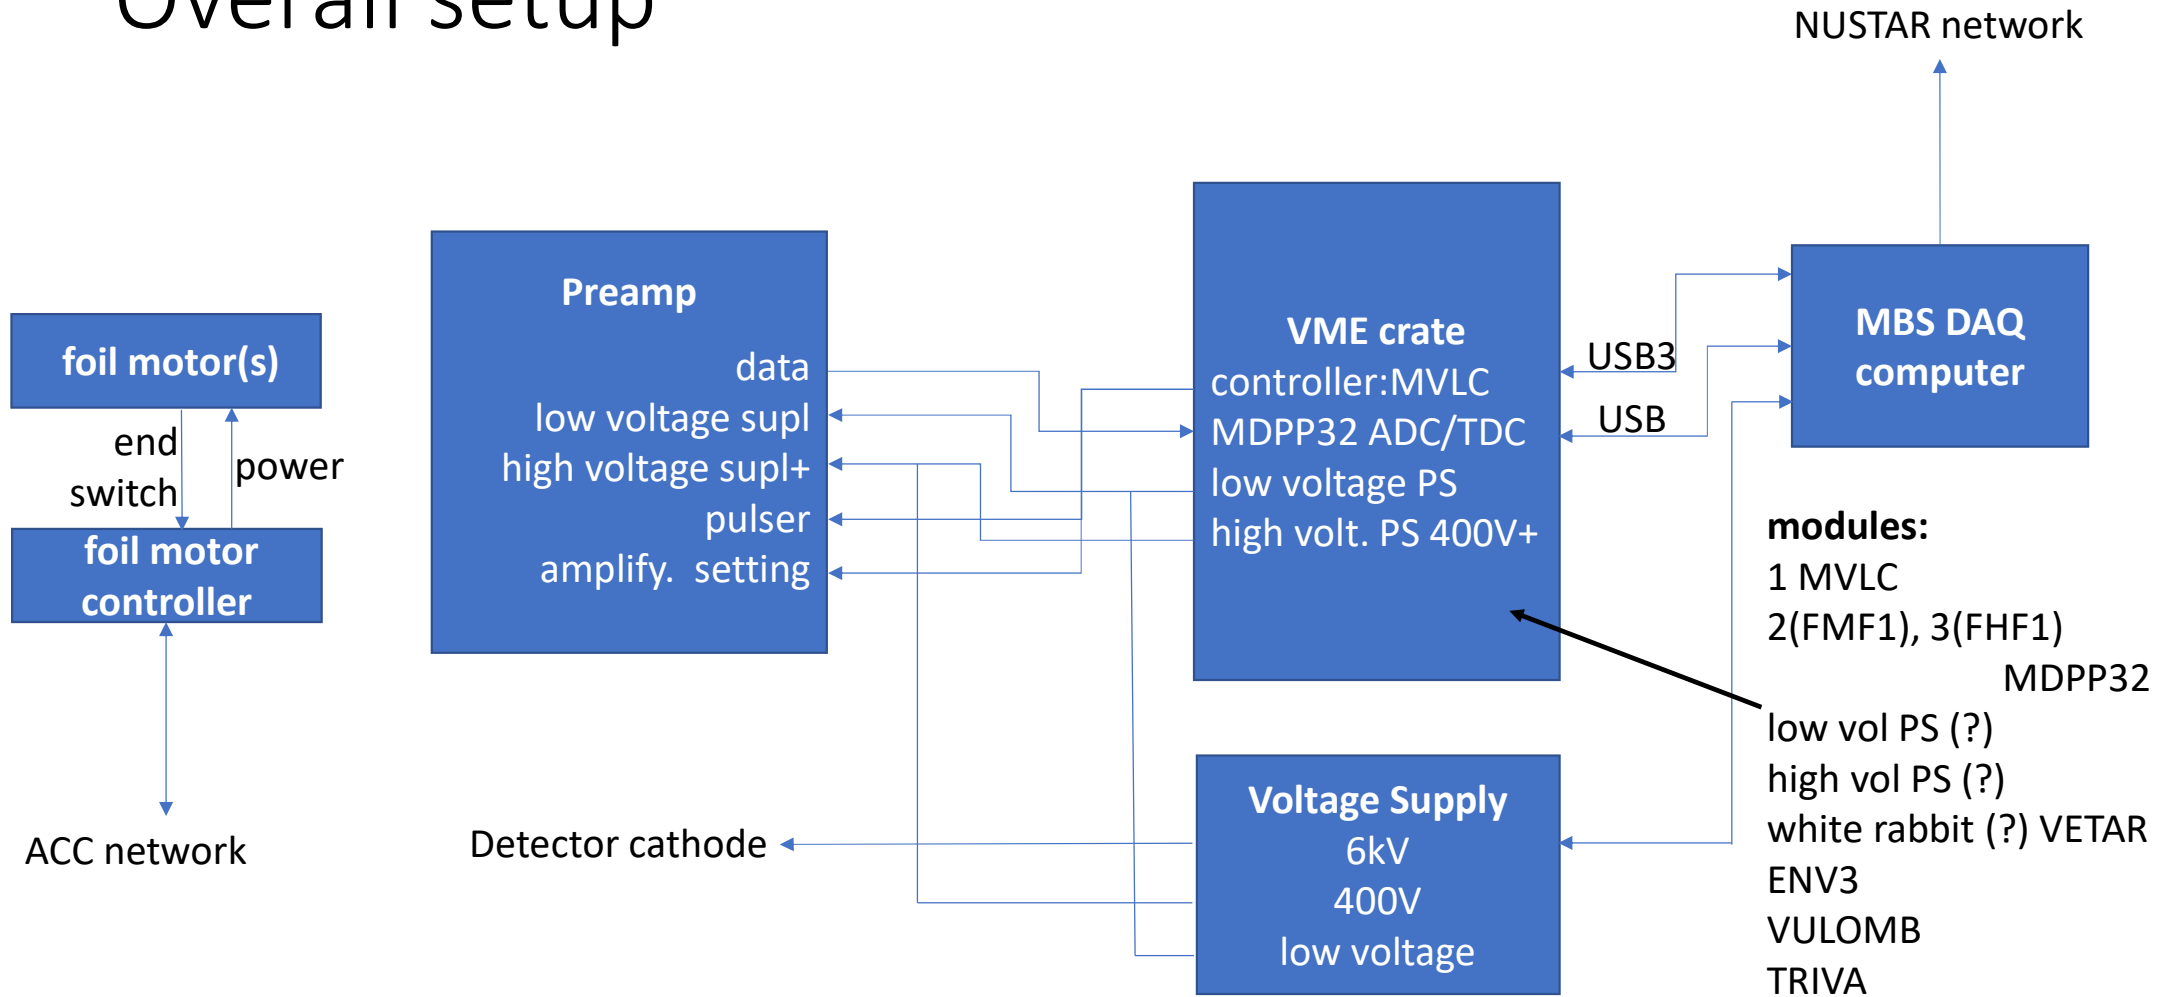 Overall setup
NUSTAR network
Preamp
data
low voltage supl
high voltage supl+
pulser
amplify.  setting
VME crate
controller:MVLC
MDPP32 ADC/TDC
low voltage PS
high volt. PS 400V+
USB3
USB
MBS DAQ
computer
foil motor(s)
end
switch
power
foil motor
controller
ACC network
Detector cathode
Voltage Supply
6kV
400V
low voltage
modules:
1 MVLC
2(FMF1), 3(FHF1)
MDPP32
low vol PS (?)
high vol PS (?)
white rabbit (?) VETAR
ENV3
VULOMB
TRIVA